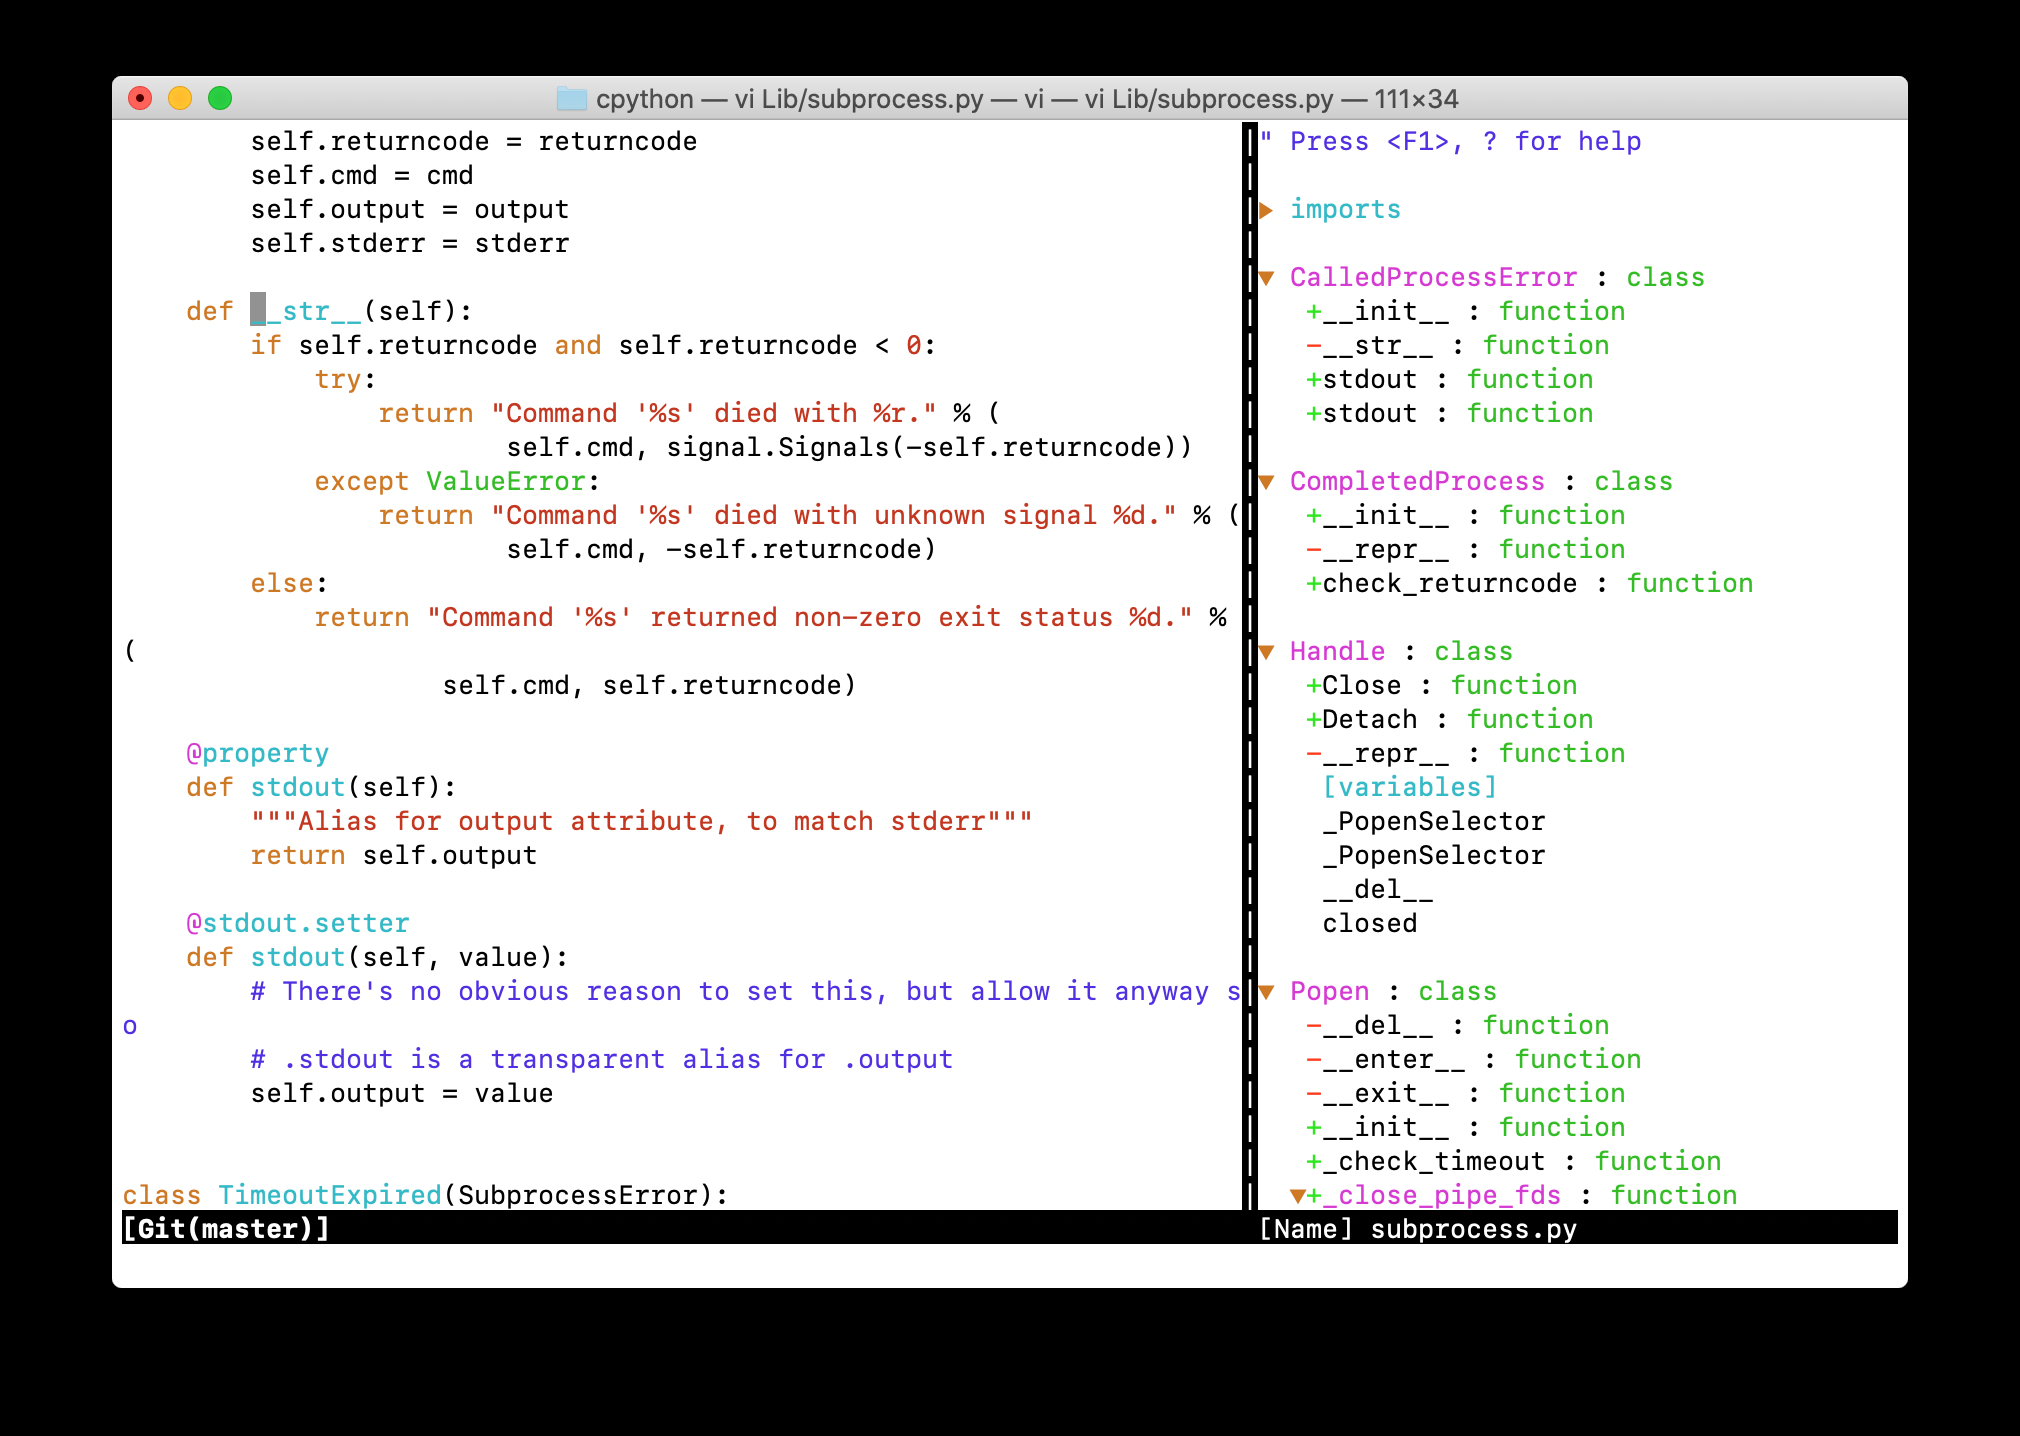 cpython — vi Lib/subprocess.py — vi — vi Lib/subprocess.py — 111×34
        self.returncode = returncode
        self.cmd = cmd
        self.output = output
        self.stderr = stderr
    def __str__(self):
        if self.returncode and self.returncode < 0:
            try:
                return "Command '%s' died with %r." % (
                        self.cmd, signal.Signals(-self.returncode))
            except ValueError:
                return "Command '%s' died with unknown signal %d." % (
                        self.cmd, -self.returncode)
        else:
            return "Command '%s' returned non-zero exit status %d." %
(
                    self.cmd, self.returncode)
    @property
    def stdout(self):
        """Alias for output attribute, to match stderr"""
        return self.output
    @stdout.setter
    def stdout(self, value):
        # There's no obvious reason to set this, but allow it anyway s
o
        # .stdout is a transparent alias for .output
        self.output = value
class TimeoutExpired(SubprocessError):
[Git(master)]
" Press <F1>, ? for help
▶ imports
▼ CalledProcessError : class
   +__init__ : function
   -__str__ : function
   +stdout : function
   +stdout : function
▼ CompletedProcess : class
   +__init__ : function
   -__repr__ : function
   +check_returncode : function
▼ Handle : class
   +Close : function
   +Detach : function
   -__repr__ : function
    [variables]
    _PopenSelector
    _PopenSelector
    __del__
    closed
▼ Popen : class
   -__del__ : function
   -__enter__ : function
   -__exit__ : function
   +__init__ : function
   +_check_timeout : function
  ▼+_close_pipe_fds : function
[Name] subprocess.py